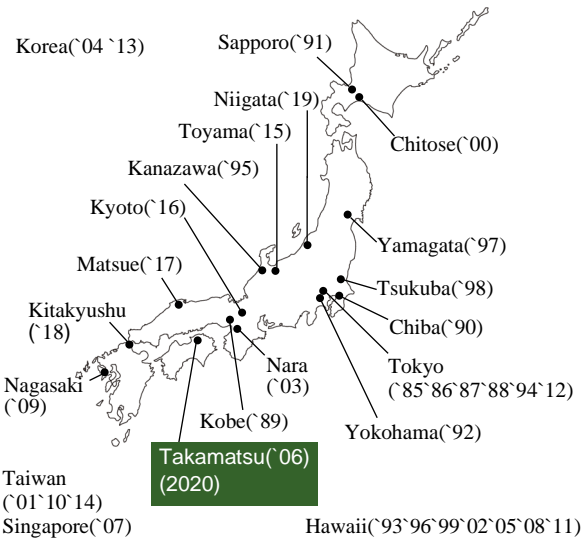 Korea(`04 `13)
Sapporo(`91)
Niigata(`19)
Toyama(`15)
Chitose(`00)
Kanazawa(`95)
Kyoto(`16)
Yamagata(`97)
Matsue(`17)
Tsukuba(`98)
Kitakyushu
(`18)
Chiba(`90)
Nara
(`03)
Tokyo
(`85`86`87`88`94`12)
Nagasaki
(`09)
Kobe(`89)
Yokohama(`92)
Takamatsu(`06)
(2020)
Taiwan
(`01`10`14)
Singapore(`07)
Hawaii(`93`96`99`02`05`08`11)